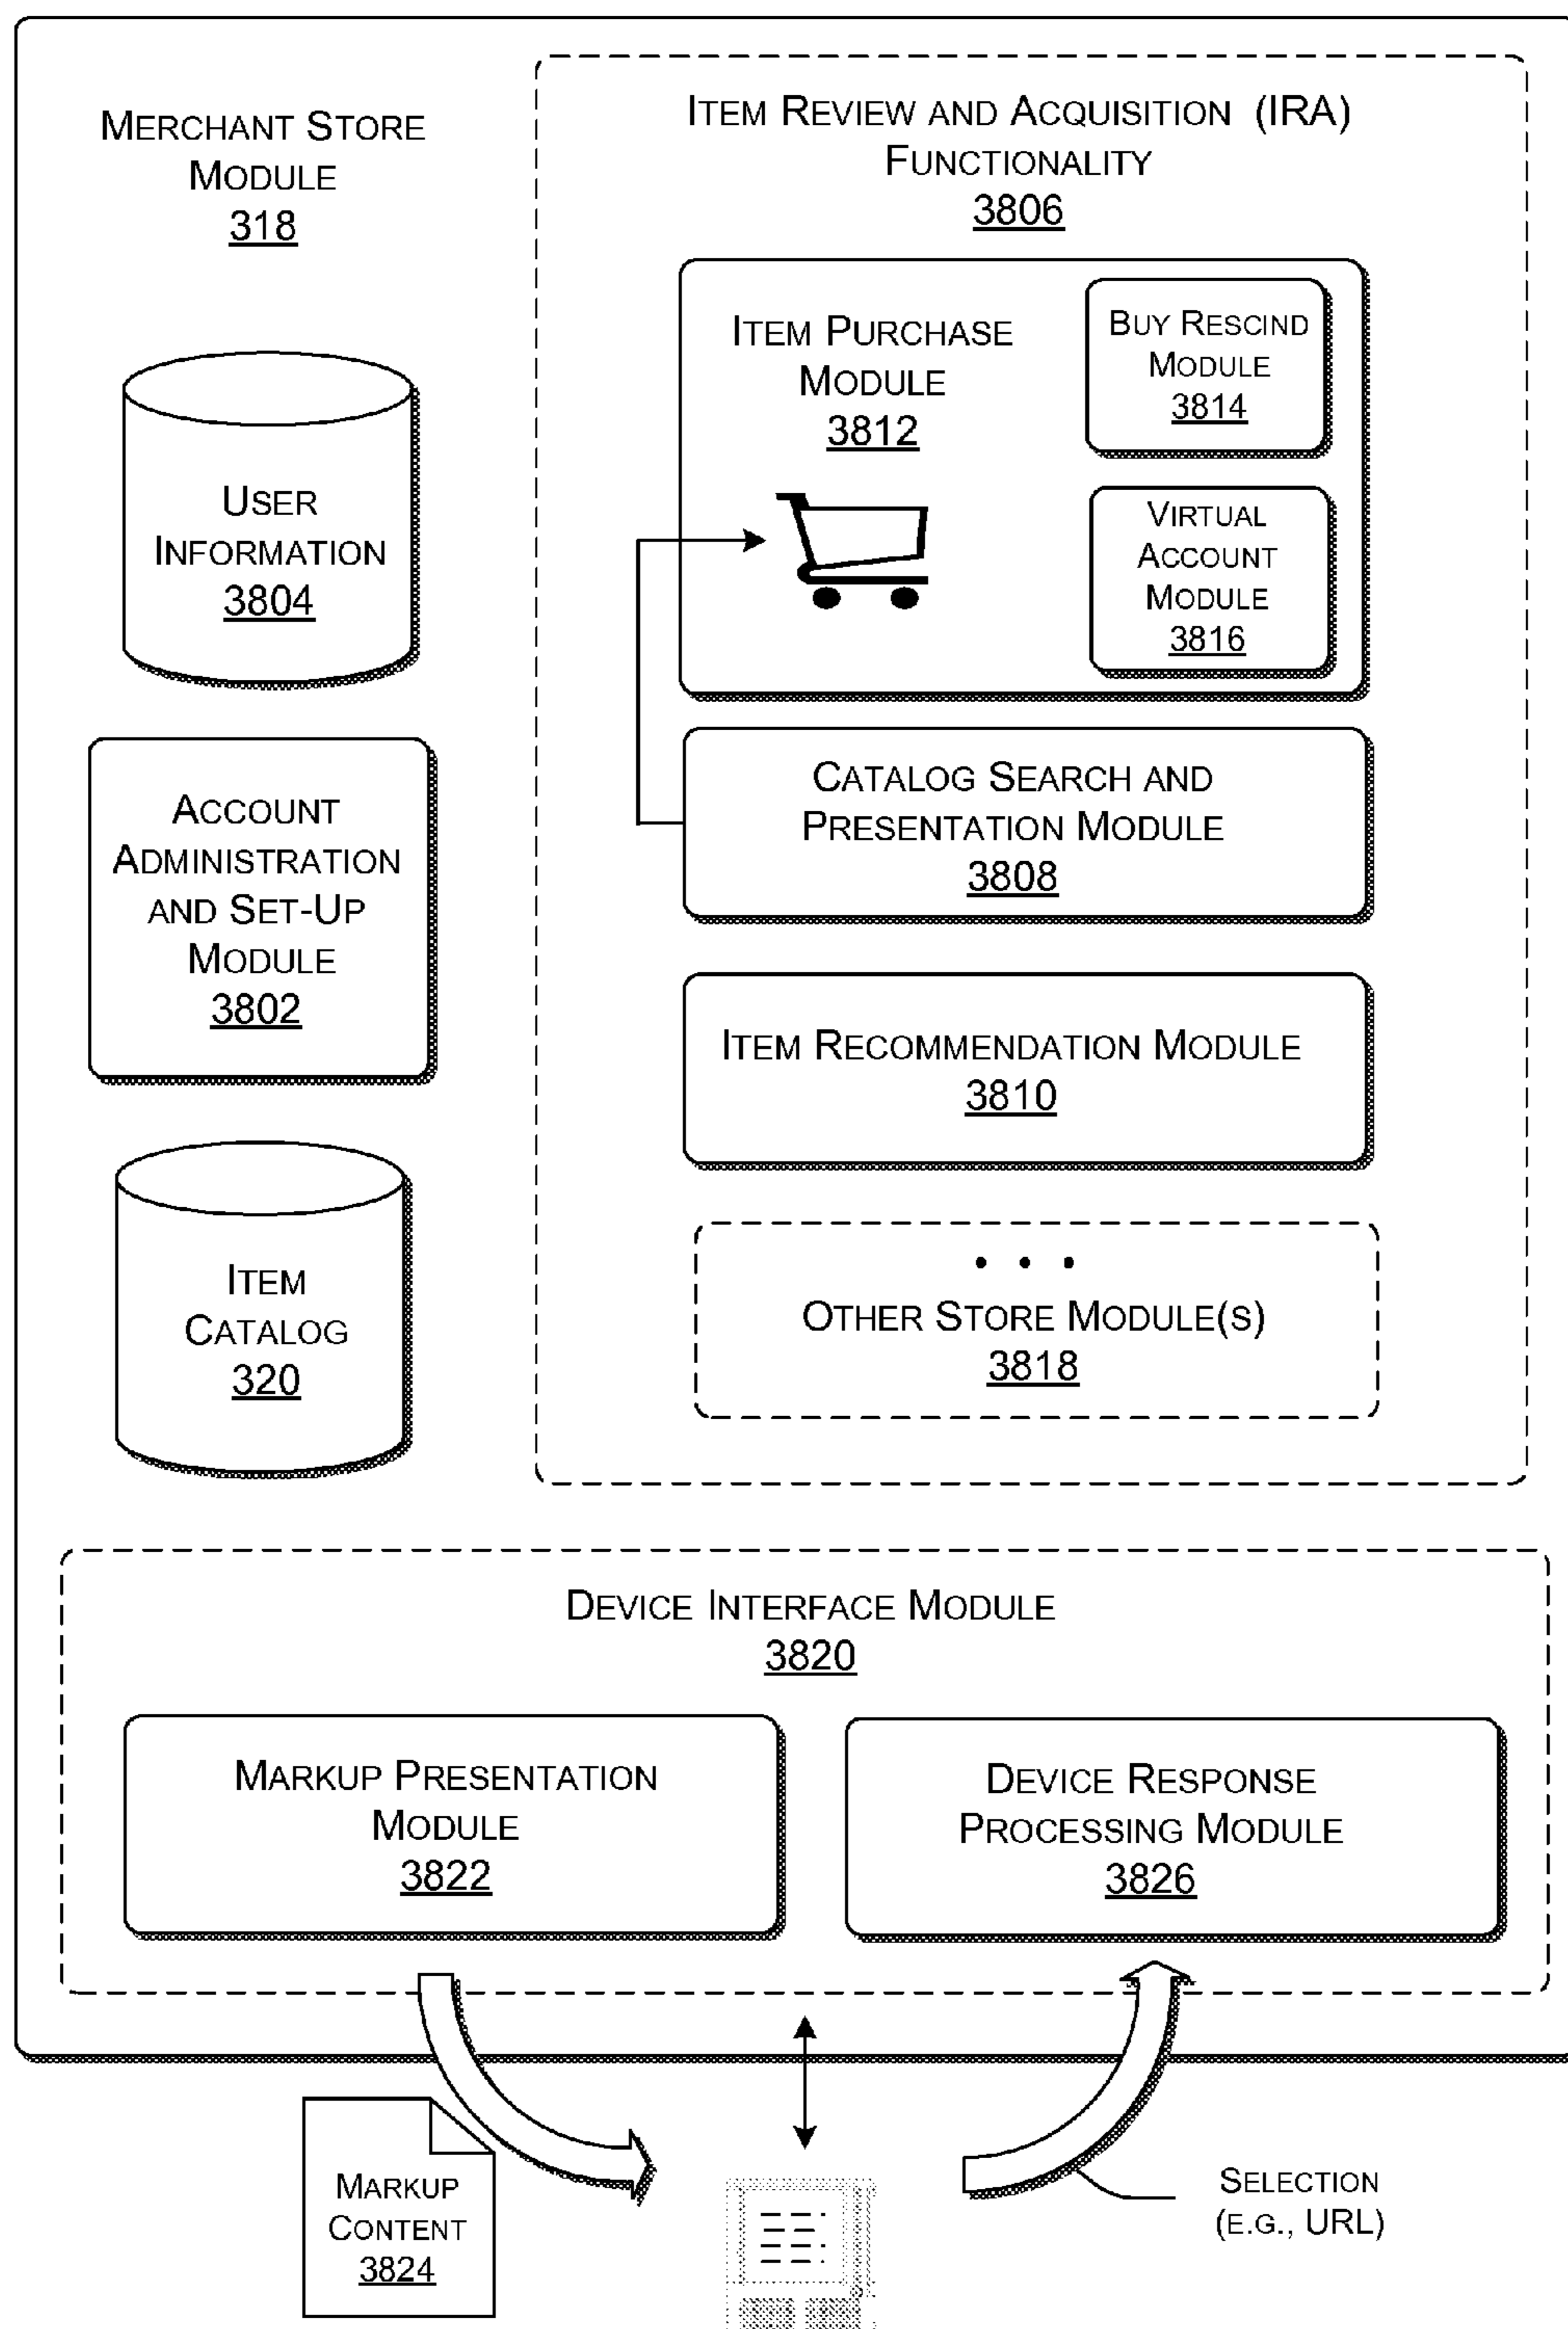 MERCHANT STORE
MODULE
318
USER
INFORMATION
3804
ACCOUNT
ADMINISTRATION
AND SET-UP
MODULE
3802
ITEM
CATALOG
320
ITEM REVIEW AND ACQUISITION (IRA)
FUNCTIONALITY
3806
ITEM PURCHASE
MODULE
3812
BUY RESCIND
MODULE
3814
VIRTUAL
ACCOUNT
MODULE
3816
CATALOG SEARCH AND
PRESENTATION MODULE
3808
ITEM RECOMMENDATION MODULE
3810
• • •
OTHER STORE MODULE(S)
3818
DEVICE INTERFACE MODULE
3820
MARKUP PRESENTATION
MODULE
3822
DEVICE RESPONSE
PROCESSING MODULE
3826
MARKUP
CONTENT
3824
SELECTION
(E.G., URL)